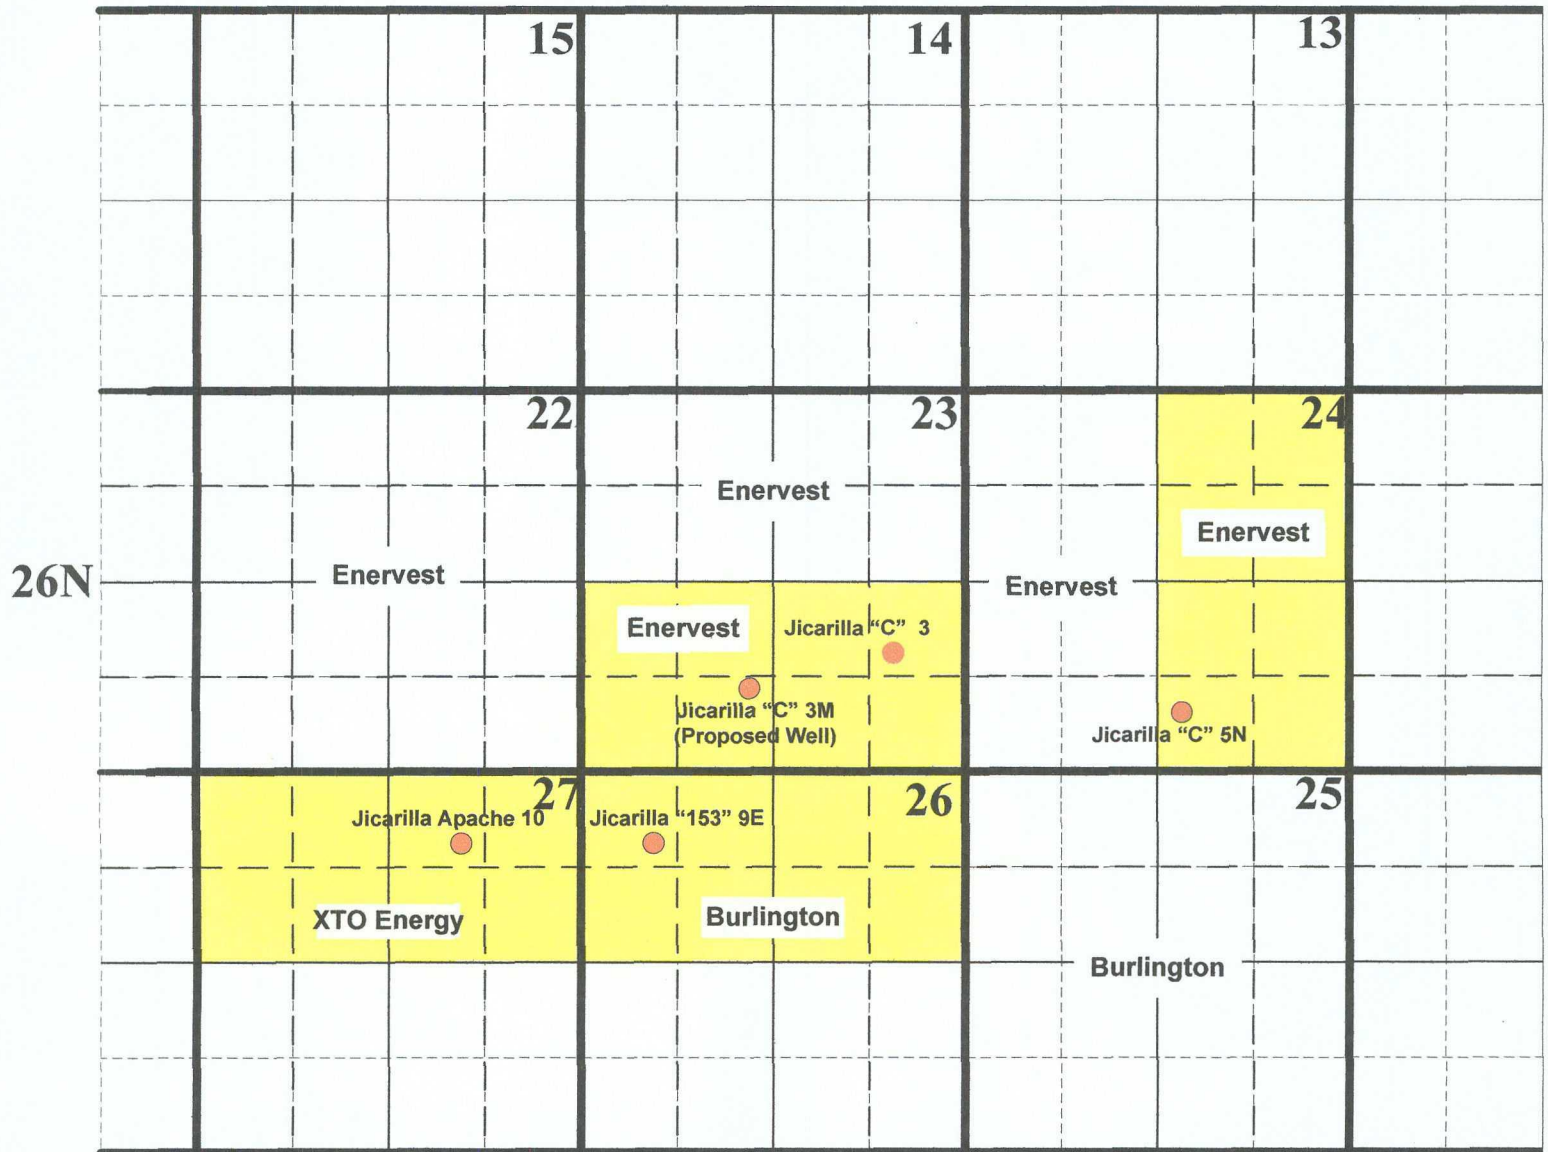 15
14
13
22
23
24
Enervest
Enervest
26N
Enervest
Enervest
Enervest
Jicarilla “C” 3
Jicarilla “C” 3M
(Proposed Well)
Jicarilla “C” 5N
27
26
25
Jicarilla Apache 10
Jicarilla “153” 9E
XTO Energy
Burlington
Burlington